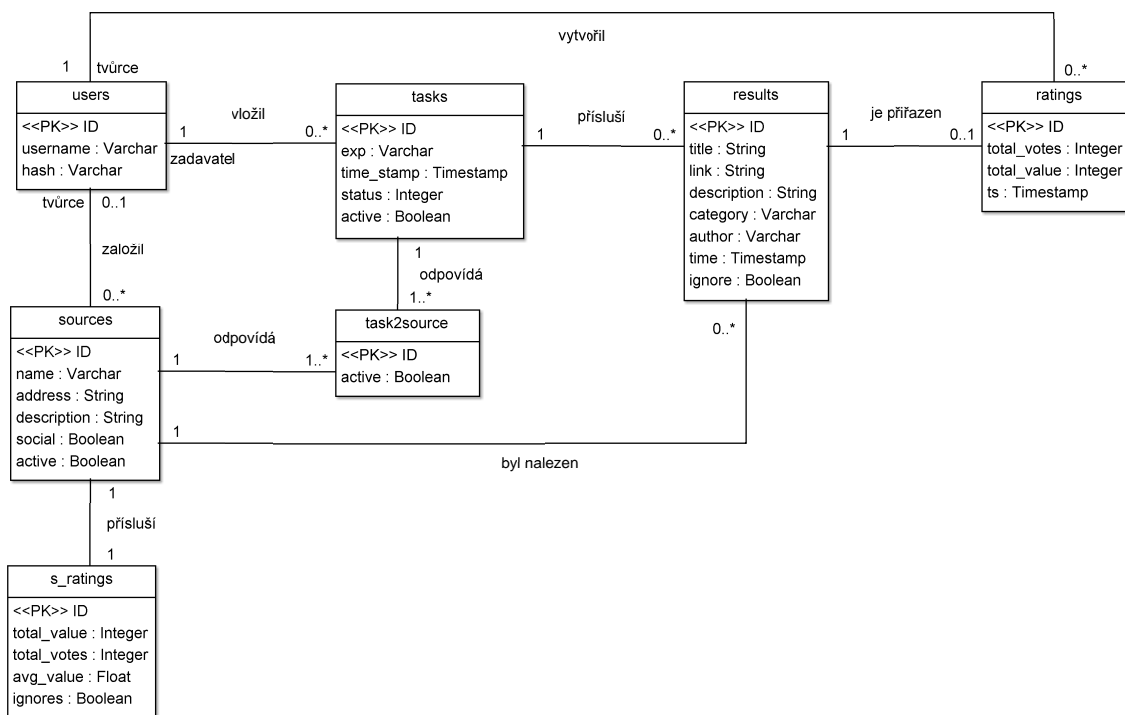 vytvořil
1
tvůrce
0..*
users
<<PK>> ID
username : Varchar
hash : Varchar
vložil
1
0..*
zadavatel
tasks
<<PK>> ID
exp : Varchar
time_stamp : Timestamp
status : Integer
active : Boolean
přísluší
1
0..*
results
<<PK>> ID
title : String
link : String
description : String
category : Varchar
author : Varchar
time : Timestamp
ignore : Boolean
je přiřazen
1
0..1
ratings
<<PK>> ID
total_votes : Integer
total_value : Integer
ts : Timestamp
tvůrce
0..1
založil
0..*
1
odpovídá
1..*
sources
<<PK>> ID
name : Varchar
address : String
description : String
social : Boolean
active : Boolean
odpovídá
1
1..*
task2source
<<PK>> ID
active : Boolean
0..*
1
byl nalezen
1
přísluší
1
s_ratings
<<PK>> ID
total_value : Integer
total_votes : Integer
avg_value : Float
ignores : Boolean